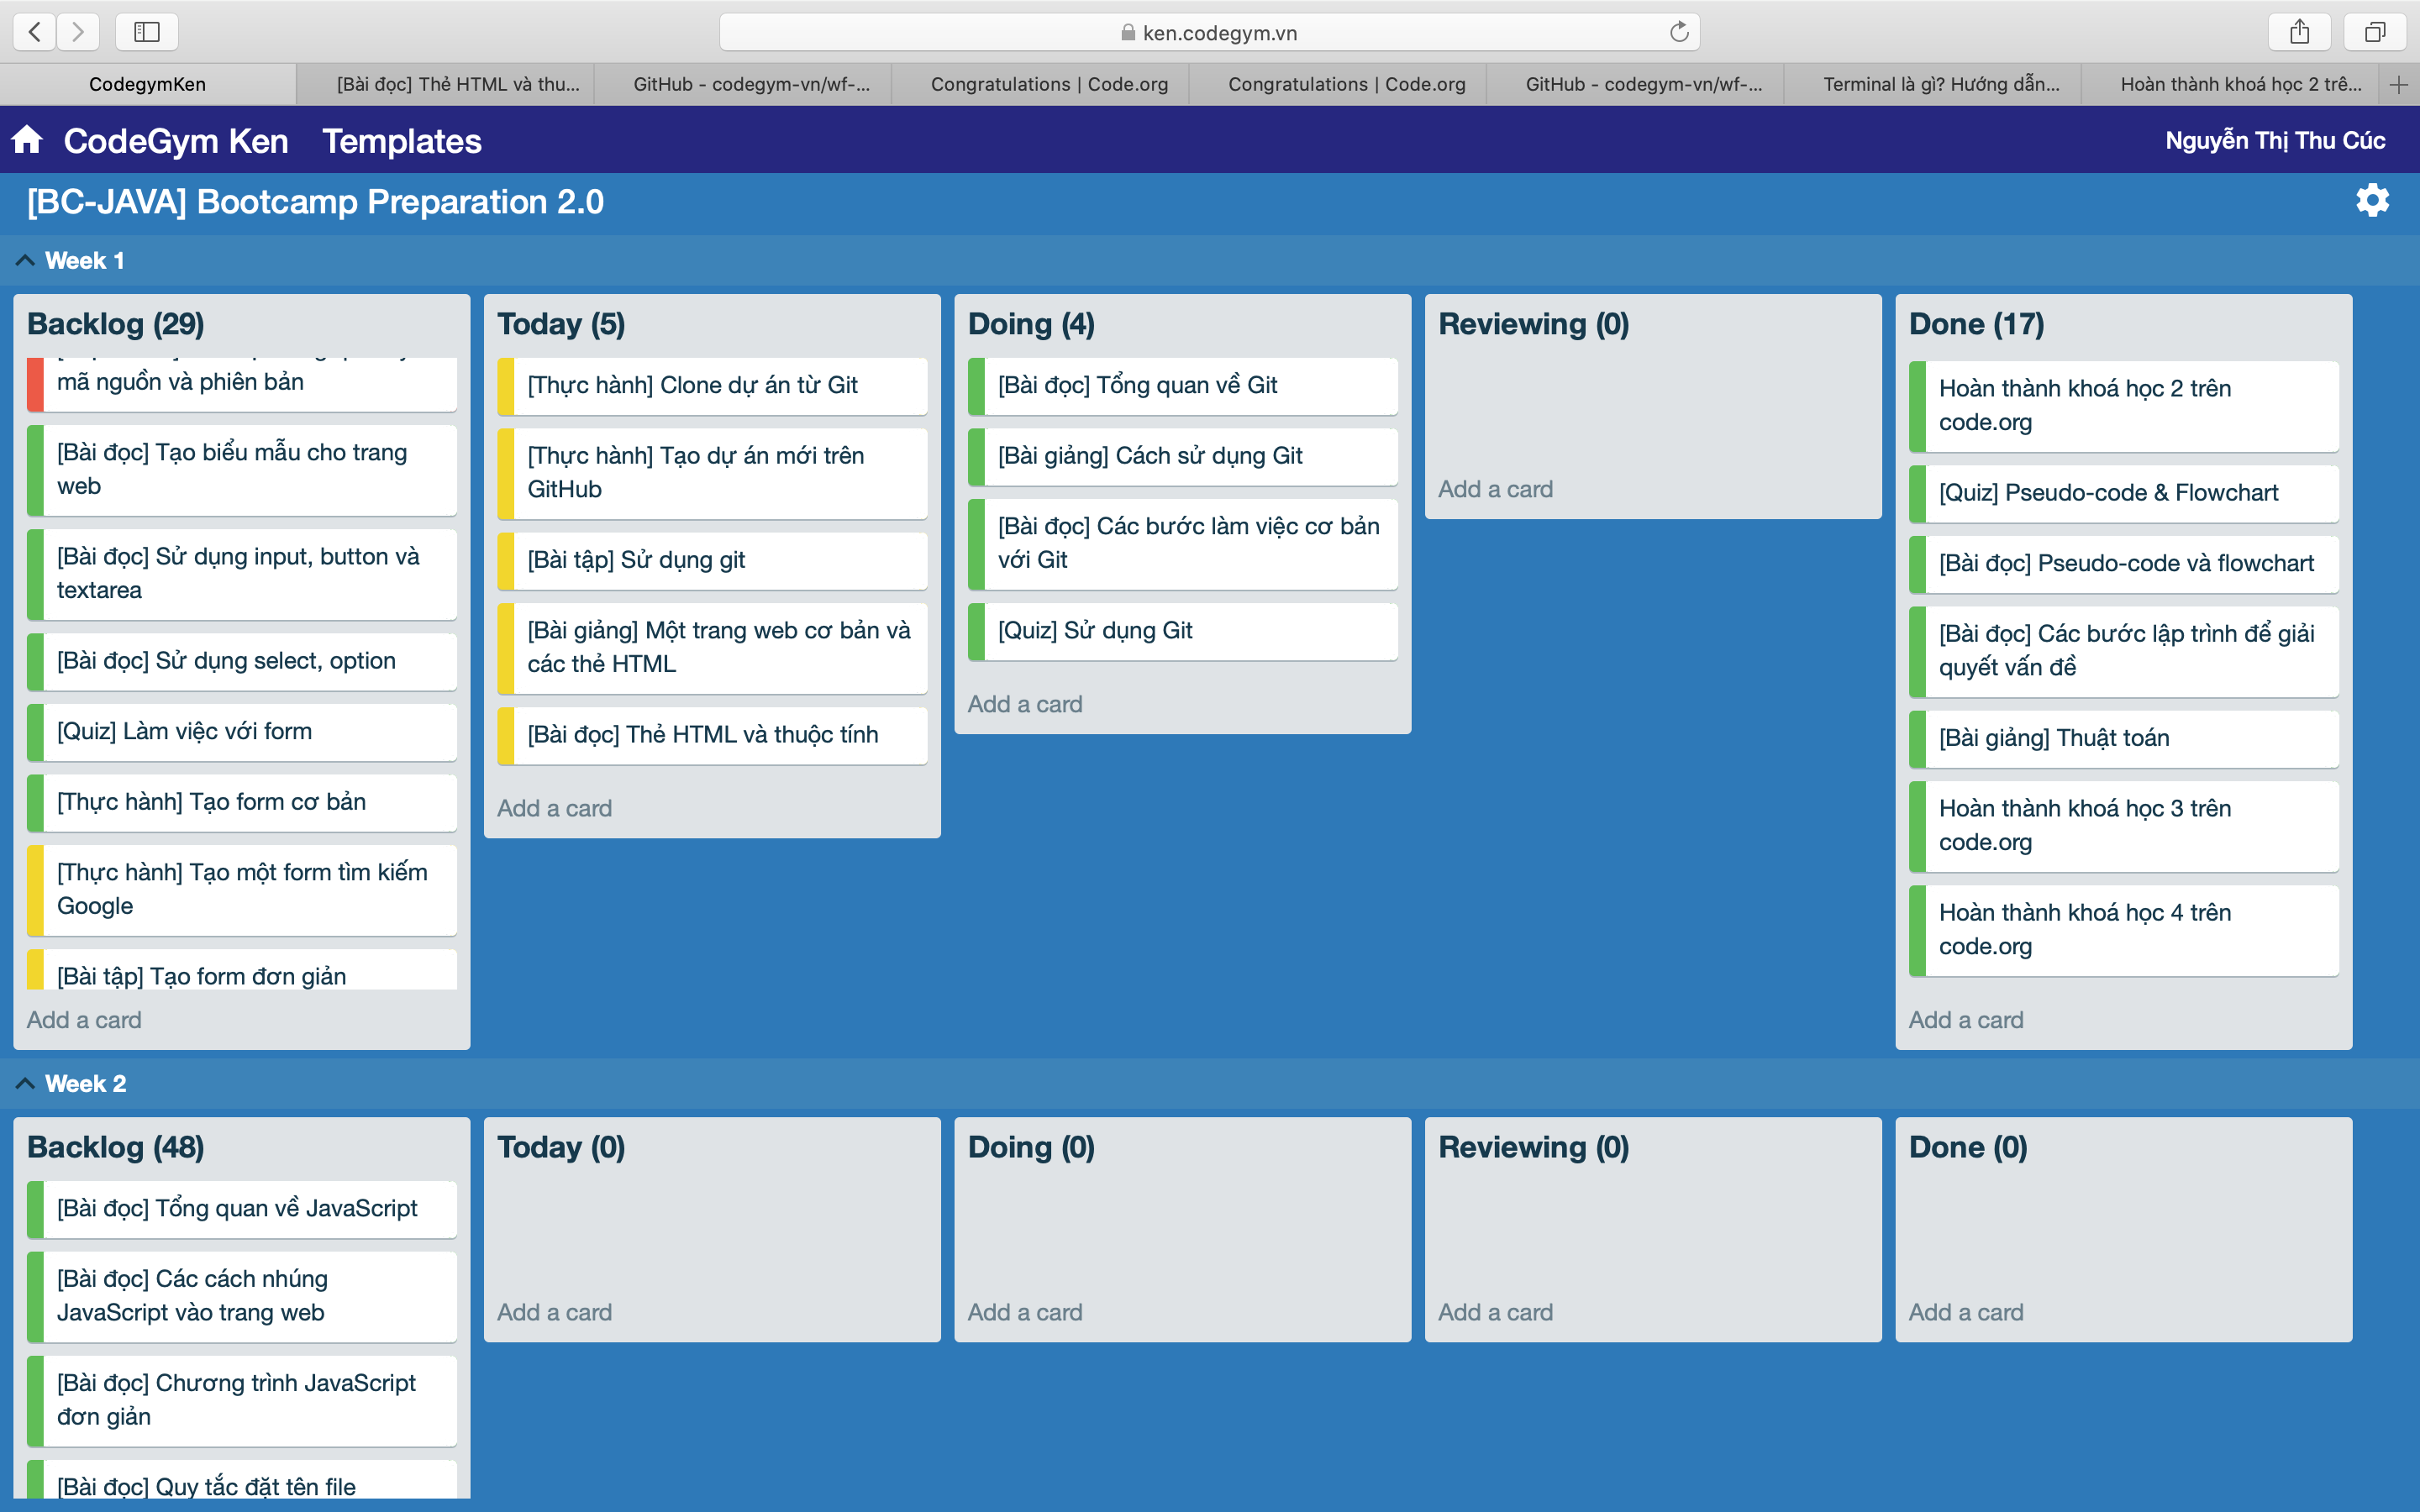 ken.codegym.vn
CodegymKen
[Bài đọc] Thẻ HTML và thu...
GitHub - codegym-vn/wf-...
Congratulations | Code.org
Congratulations | Code.org
GitHub - codegym-vn/wf-...
Terminal là gì? Hướng dẫn...
Hoàn thành khoá học 2 trê...
CodeGym Ken
Templates
Nguyễn Thị Thu Cúc
[BC-JAVA] Bootcamp Preparation 2.0
Week 1
Backlog (29)
mã nguồn và phiên bản
[Bài đọc] Tạo biểu mẫu cho trang
web
[Bài đọc] Sử dụng input, button và
textarea
[Bài đọc] Sử dụng select, option
[Quiz] Làm việc với form
[Thực hành] Tạo form cơ bản
[Thực hành] Tạo một form tìm kiếm
Google
[Bài tập] Tạo form đơn giản
Add a card
Today (5)
[Thực hành] Clone dự án từ Git
[Thực hành] Tạo dự án mới trên
GitHub
[Bài tập] Sử dụng git
[Bài giảng] Một trang web cơ bản và
các thẻ HTML
[Bài đọc] Thẻ HTML và thuộc tính
Add a card
Doing (4)
[Bài đọc] Tổng quan về Git
[Bài giảng] Cách sử dụng Git
[Bài đọc] Các bước làm việc cơ bản
với Git
[Quiz] Sử dụng Git
Add a card
Reviewing (0)
Add a card
Done (17)
Hoàn thành khoá học 2 trên
code.org
[Quiz] Pseudo-code & Flowchart
[Bài đọc] Pseudo-code và flowchart
[Bài đọc] Các bước lập trình để giải
quyết vấn đề
[Bài giảng] Thuật toán
Hoàn thành khoá học 3 trên
code.org
Hoàn thành khoá học 4 trên
code.org
Add a card
Week 2
Backlog (48)
[Bài đọc] Tổng quan về JavaScript
[Bài đọc] Các cách nhúng
JavaScript vào trang web
[Bài đọc] Chương trình JavaScript
đơn giản
[Bài đọc] Quy tắc đặt tên file
Today (0)
Add a card
Doing (0)
Add a card
Reviewing (0)
Add a card
Done (0)
Add a card